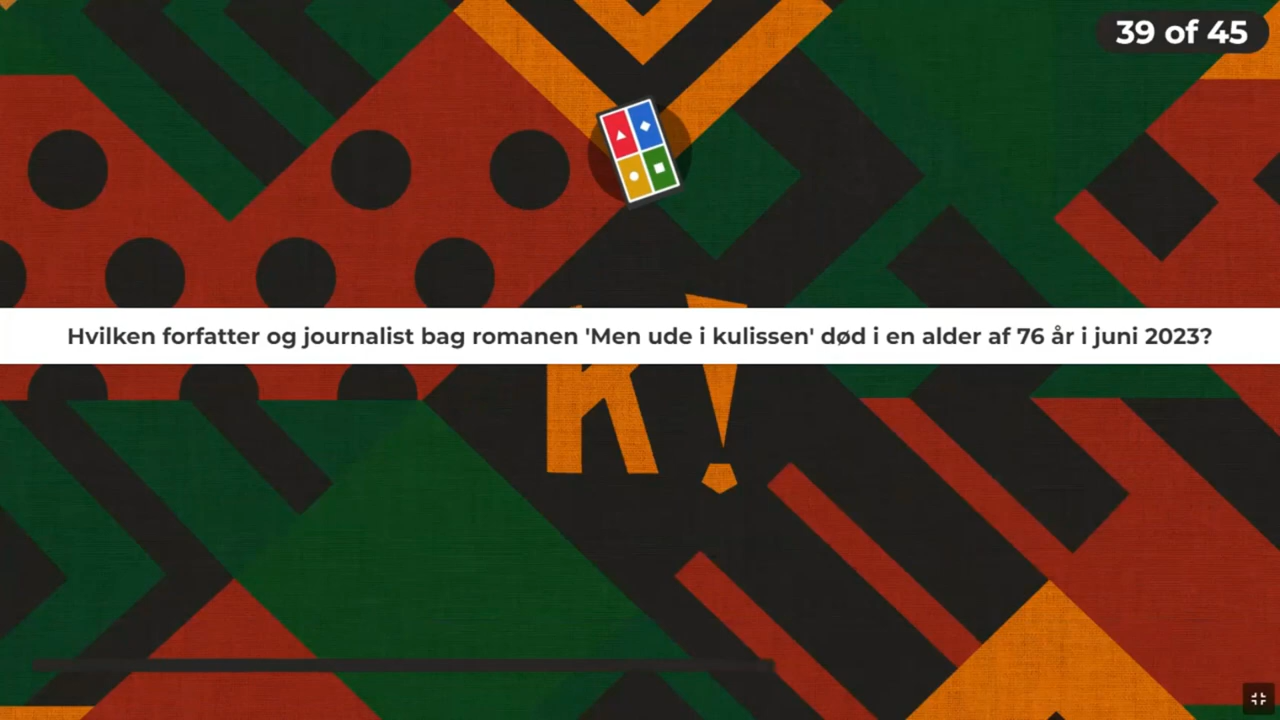 39 of 45
Hvilken forfatter og journalist bag romanen 'Men ude i kulissen' død i en alder af 76 år i juni 2023?
K!